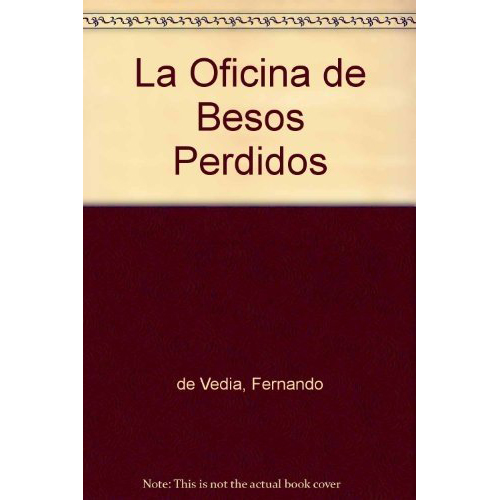 La Oficina de
Besos
Perdidos
de Vedia, Fernando
Note: This is not the actual book cover